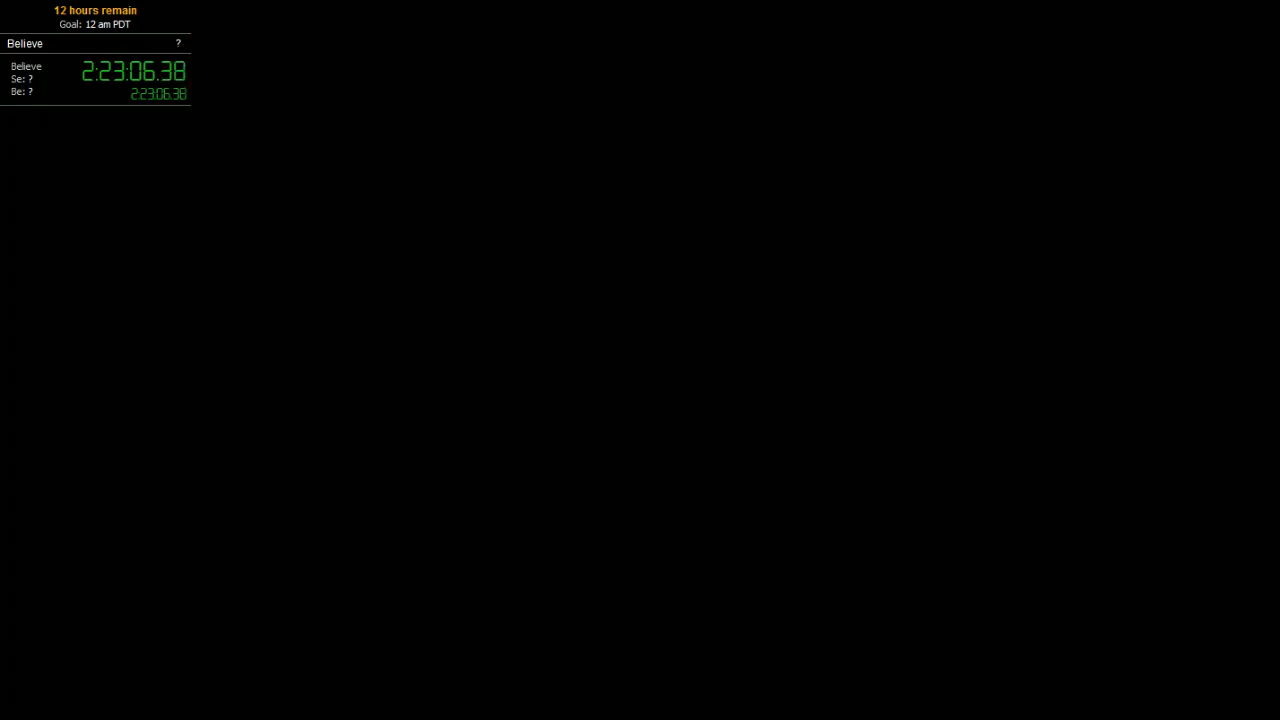 12 hours remain
Goal: 12 am PDT
Believe ?
Believe 2:23:06.38
Se: ?
Be: ? 2:23:06.38